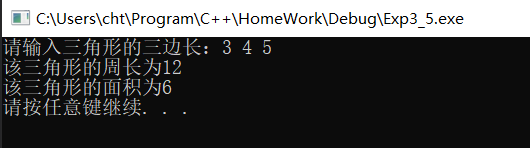 C:\Users\cht\Program\C++\HomeWork\Debug\Exp3_5.exe
请输入三角形的三边长：3 4 5
该三角形的周长为12
该三角形的面积为6
请按任意键继续. . .